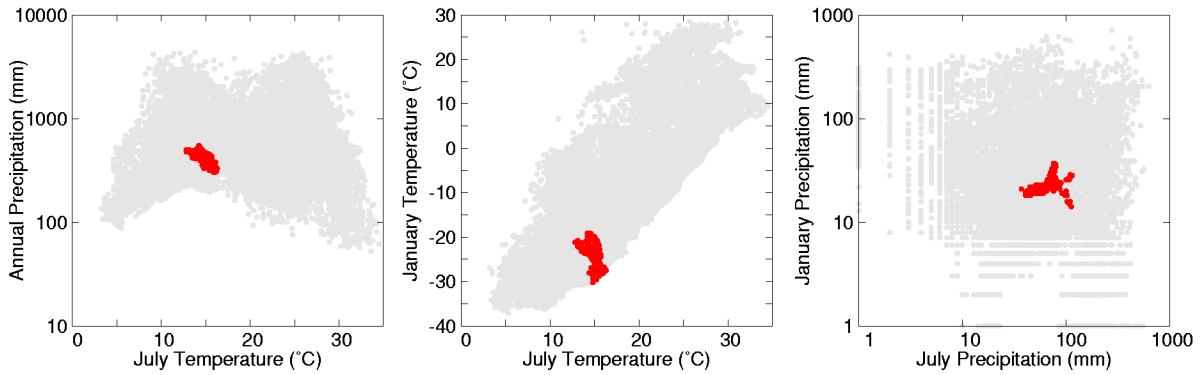 10000
1000
100
10
Annual Precipitation (mm)
0 10 20 30
July Temperature (°C)
30
20
10
0
-10
-20
-30
-40
January Temperature (°C)
0 10 20 30
July Temperature (°C)
1000
100
10
1
January Precipitation (mm)
1 10 100 1000
July Precipitation (mm)